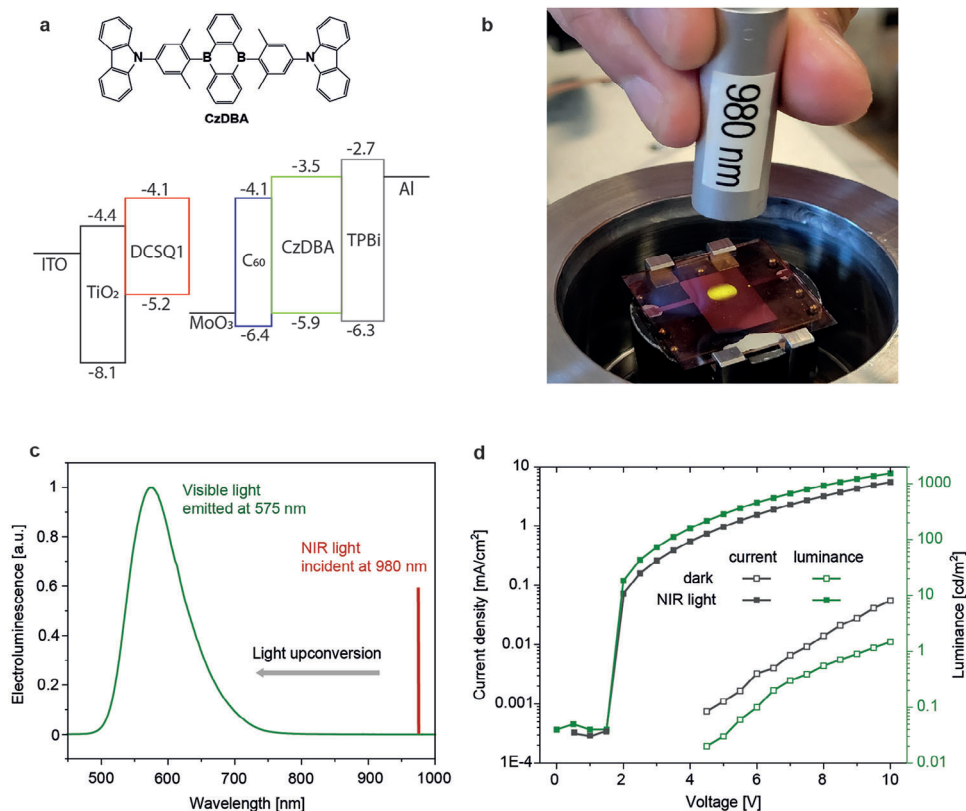 a
N
B
B
N
CzDBA
-4.4
-4.1
-4.1
-3.5
-2.7
ITO
TiO₂
DCSQ1
C₆₀
CzDBA
TPBi
Al
-8.1
-5.2
MoO₃
-6.4
-5.9
-6.3
b
980 nm
c
Electroluminescence [a.u.]
1
0.8
0.6
0.4
0.2
0
Visible light
emitted at 575 nm
NIR light
incident at 980 nm
Light upconversion
500 600 700 800 900 1000
Wavelength [nm]
d
Current density [mA/cm²]
10
1
0.1
0.01
0.001
1E-4
current luminance
dark
NIR light
1000
100
10
1
0.1
0.01
Luminance [cd/m²]
0 2 4 6 8 10
Voltage [V]